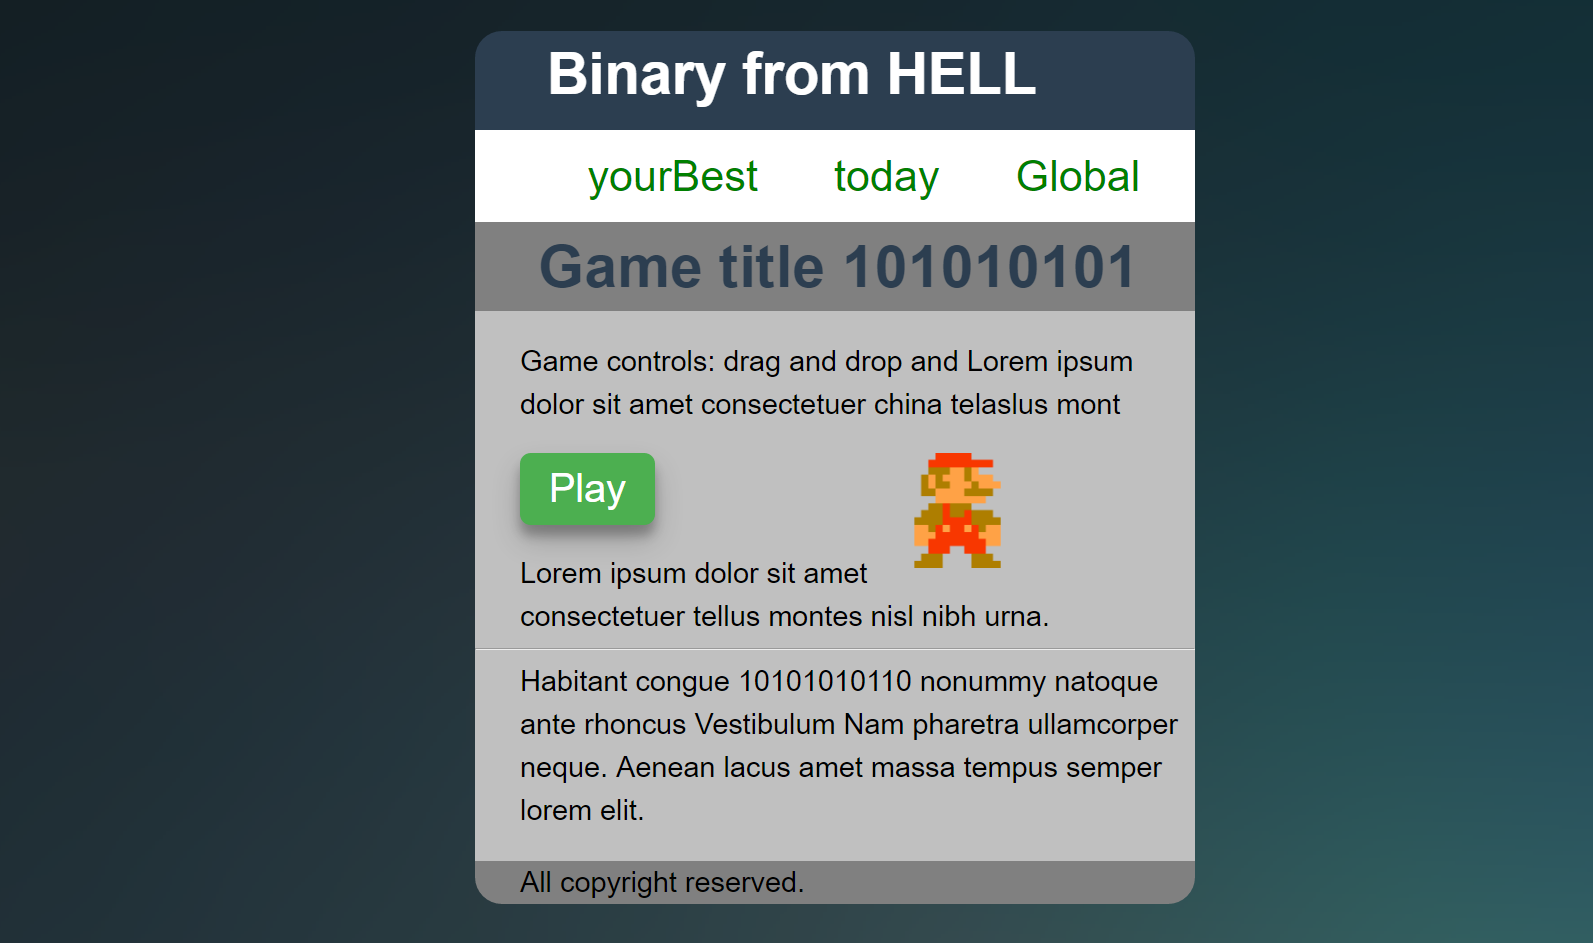 Binary from HELL
yourBest today Global
Game title 101010101
Game controls: drag and drop and Lorem ipsum
dolor sit amet consectetuer china telaslus mont
Play
Lorem ipsum dolor sit amet
consectetuer tellus montes nisl nibh urna.
Habitant congue 10101010110 nonummy natoque
ante rhoncus Vestibulum Nam pharetra ullamcorper
neque. Aenean lacus amet massa tempus semper
lorem elit.
All copyright reserved.